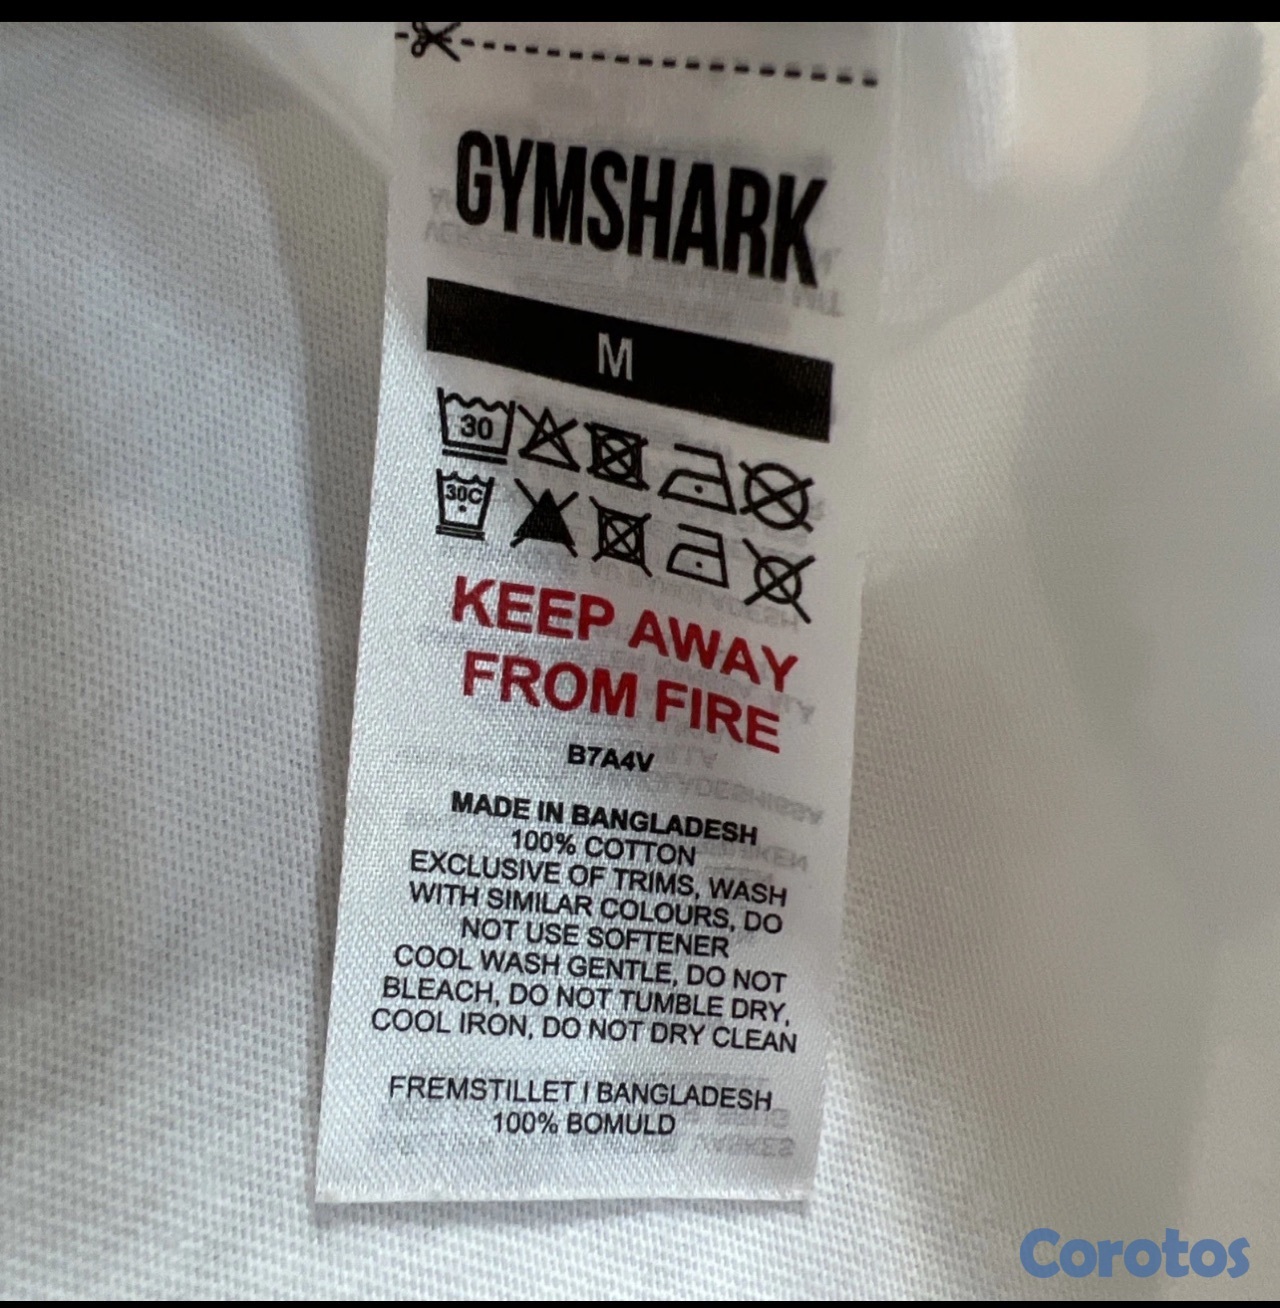 GYMSHARK
M
30
30C
KEEP AWAY
FROM FIRE
B7A4V
MADE IN BANGLADESH
100% COTTON
EXCLUSIVE OF TRIMS, WASH
WITH SIMILAR COLOURS, DO
NOT USE SOFTENER
COOL WASH GENTLE, DO NOT
BLEACH, DO NOT TUMBLE DRY,
COOL IRON, DO NOT DRY CLEAN
FREMSTILLET I BANGLADESH
100% BOMULD
Corotos